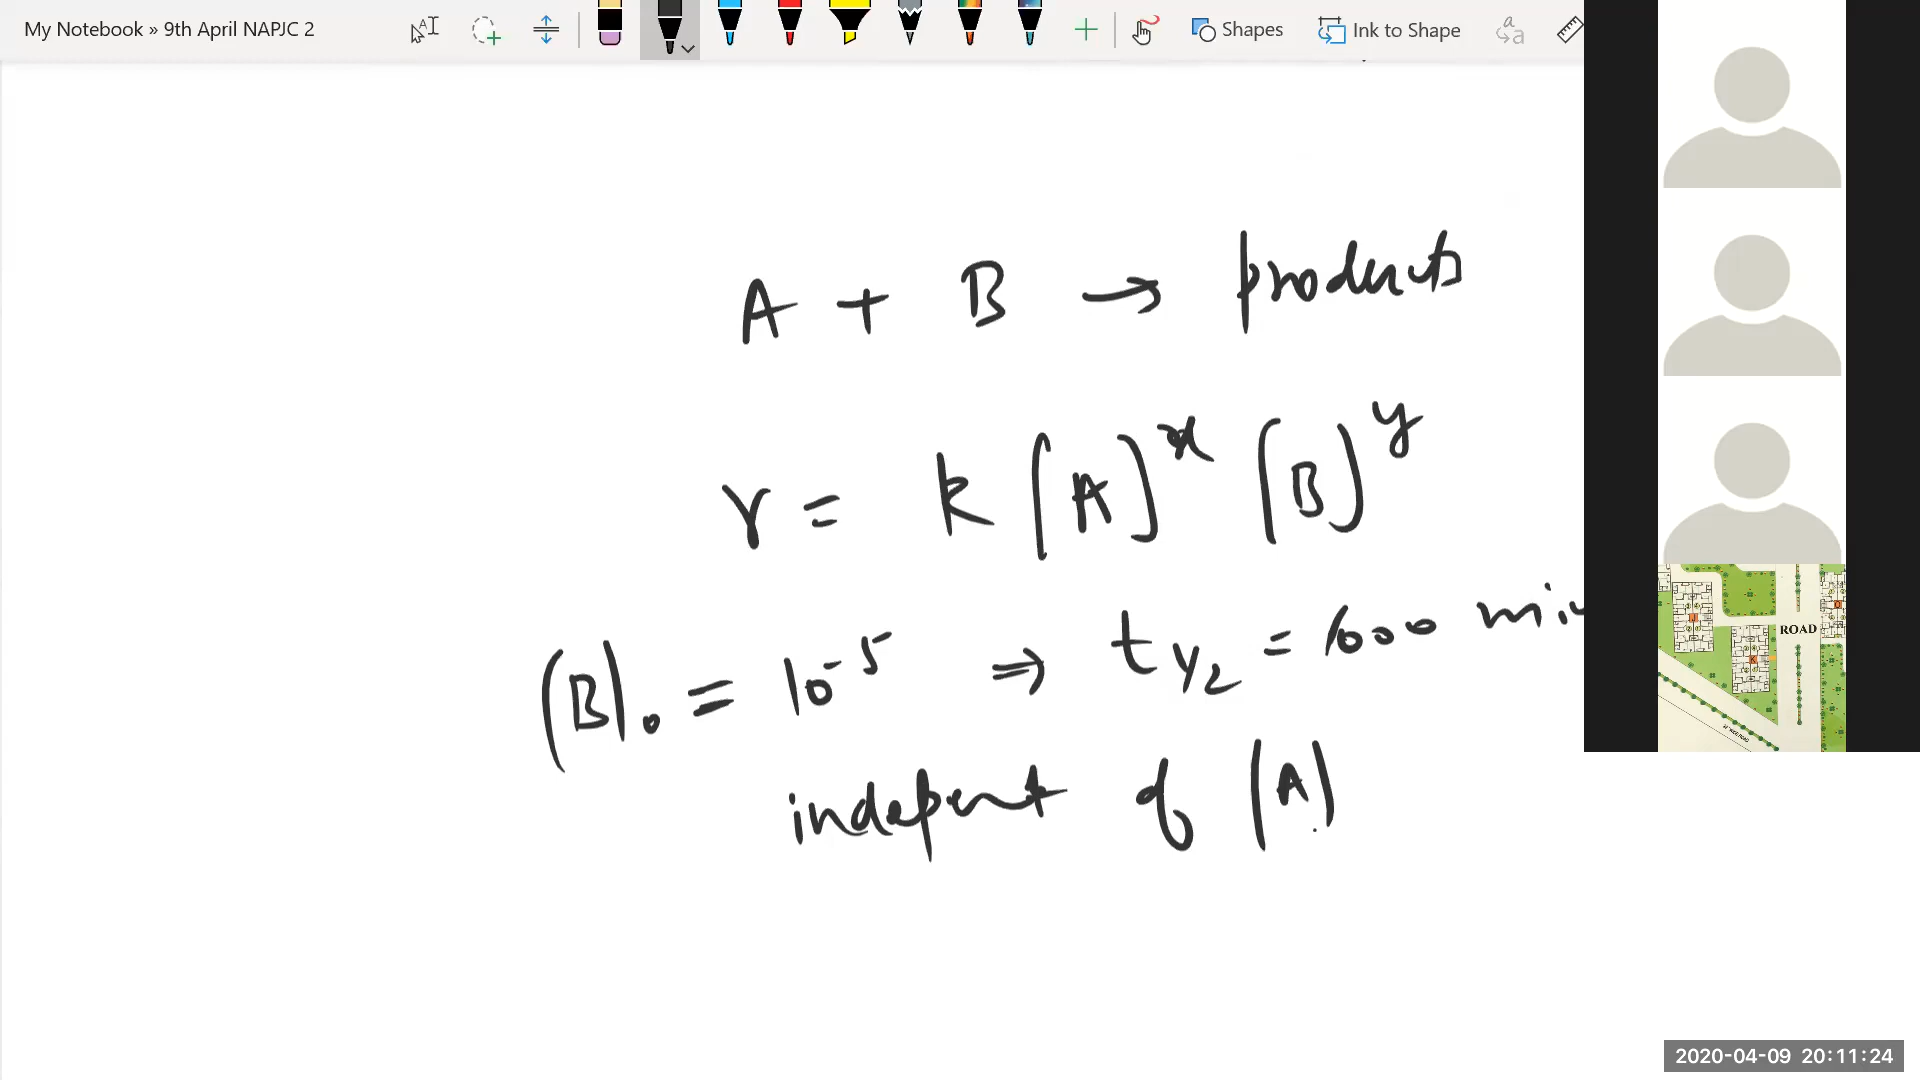 My Notebook » 9th April NAPJC 2
Shapes
Ink to Shape
A + B → products
r = k [A]^x [B]^y
[B]₀ = 10⁻⁵ ⇒ t 1/2 = 600 min
indepent of [A]
ROAD
2020-04-09 20:11:24